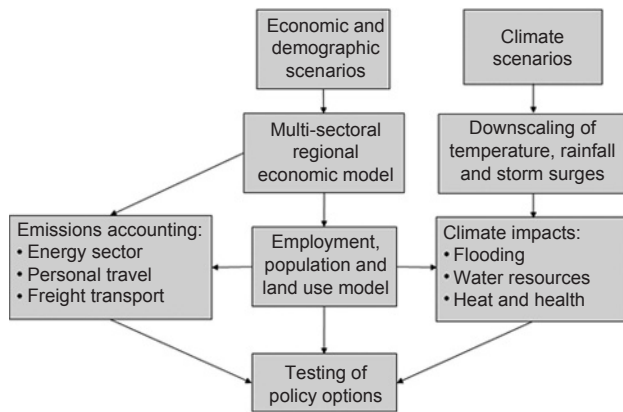 Economic and
demographic
scenarios
Climate
scenarios
Multi-sectoral
regional
economic model
Downscaling of
temperature, rainfall
and storm surges
Emissions accounting:
• Energy sector
• Personal travel
• Freight transport
Employment,
population and
land use model
Climate impacts:
• Flooding
• Water resources
• Heat and health
Testing of
policy options